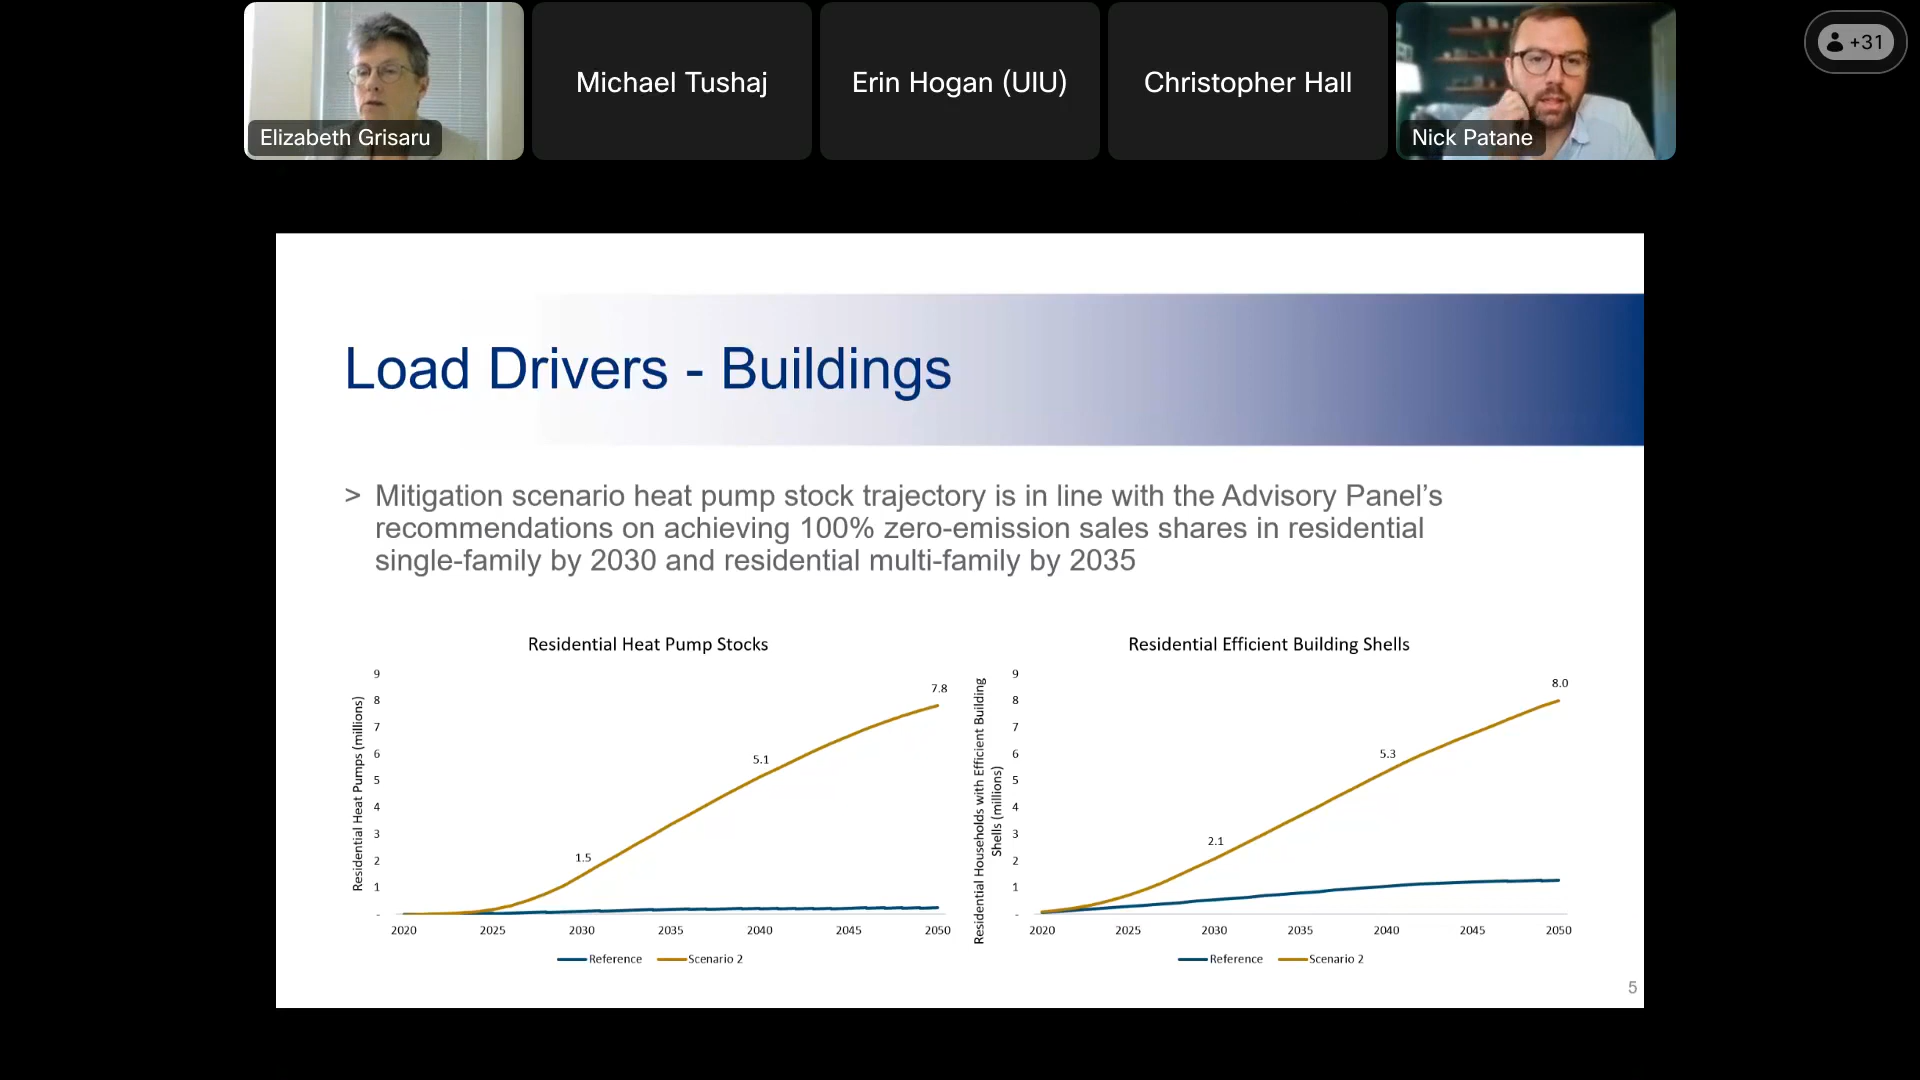 Elizabeth Grisaru
Michael Tushaj
Erin Hogan (UIU)
Christopher Hall
Nick Patane
+31
Load Drivers - Buildings
> Mitigation scenario heat pump stock trajectory is in line with the Advisory Panel’s
recommendations on achieving 100% zero-emission sales shares in residential
single-family by 2030 and residential multi-family by 2035
Residential Heat Pump Stocks
Residential Heat Pumps (millions)
9
8
7
6
5
4
3
2
1
-
1.5
5.1
7.8
2020 2025 2030 2035 2040 2045 2050
Reference Scenario 2
Residential Efficient Building Shells
Residential Households with Efficient Building
Shells (millions)
9
8
7
6
5
4
3
2
1
-
2.1
5.3
8.0
2020 2025 2030 2035 2040 2045 2050
Reference Scenario 2
5